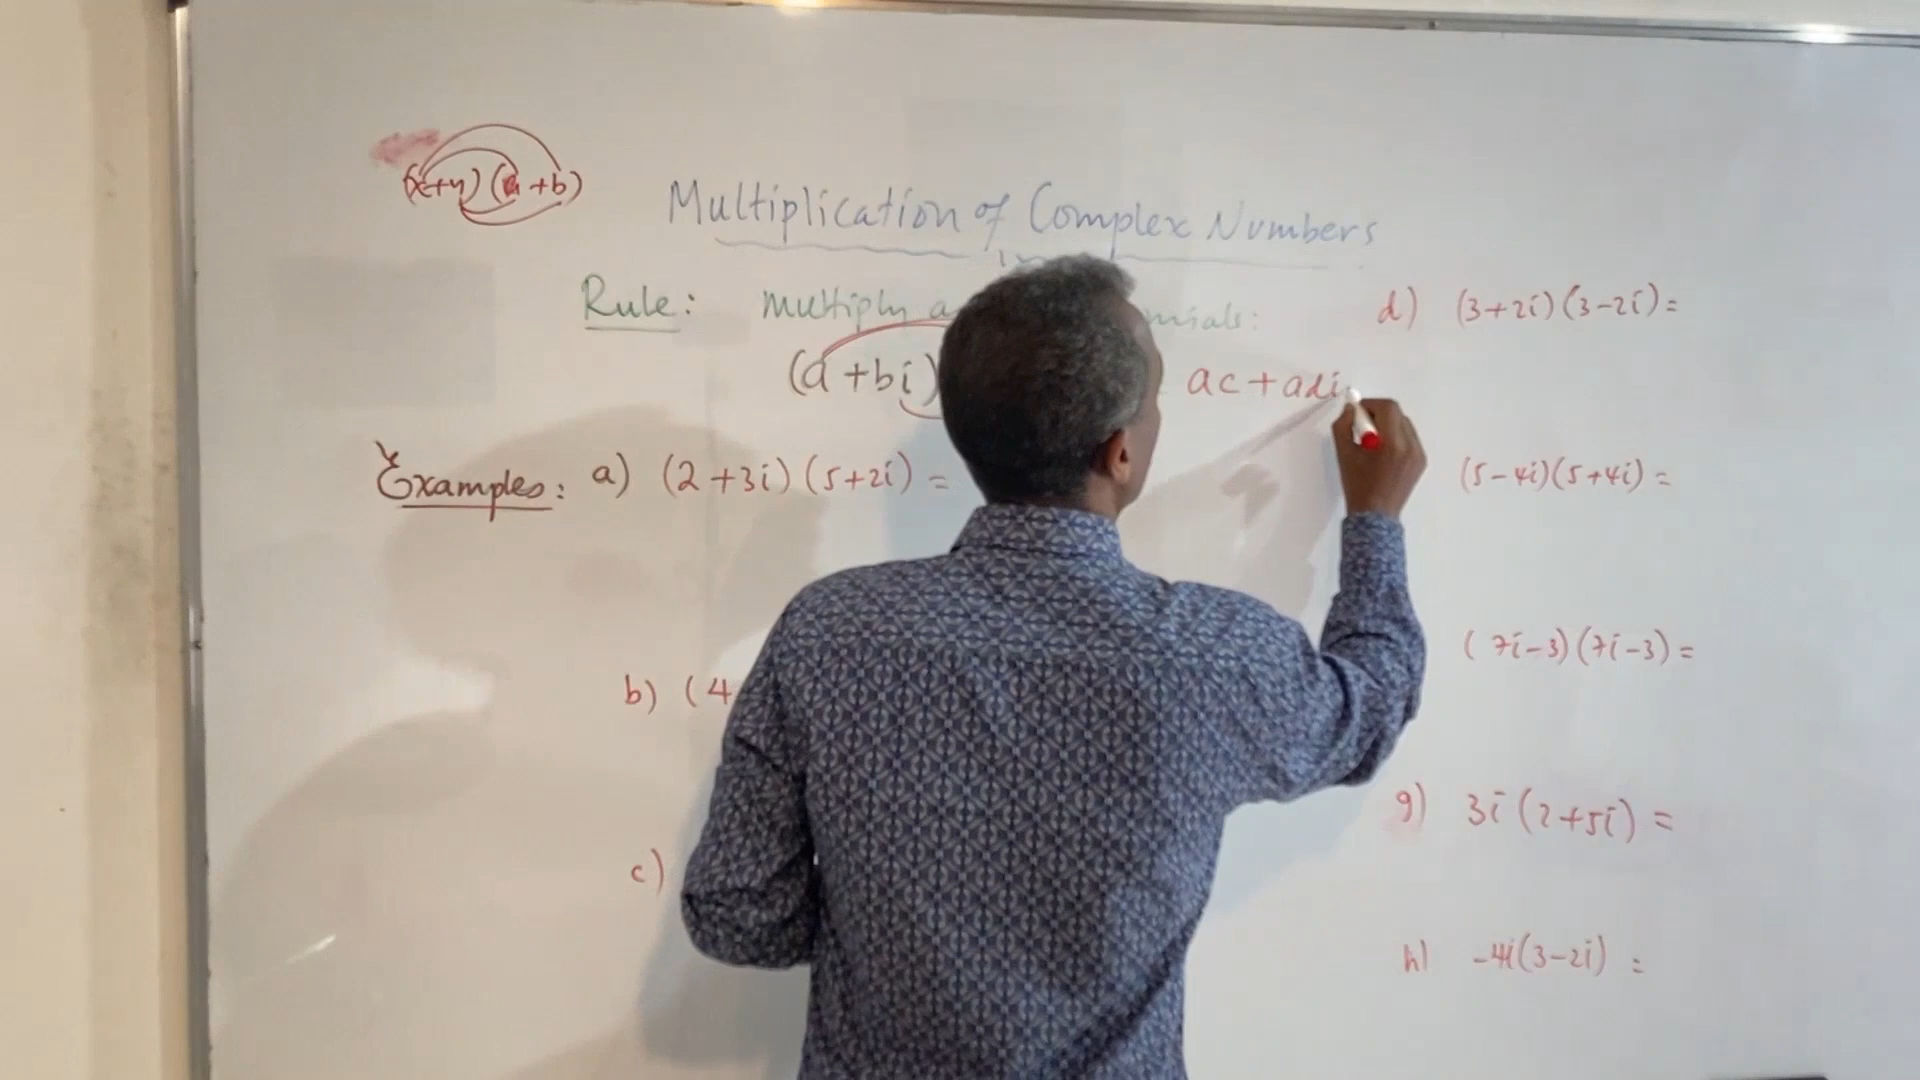 (x+y)(a+b)
Multiplication of Complex Numbers
Rule: multiply
(a+bi) ac+adi
Examples: a) (2+3i)(5+2i) =
b) (4
c)
d) (3+2i)(3-2i)=
(5-4i)(5+4i) =
(7i-3)(7i-3) =
g) 3i(2+5i) =
h) -4i(3-2i) =